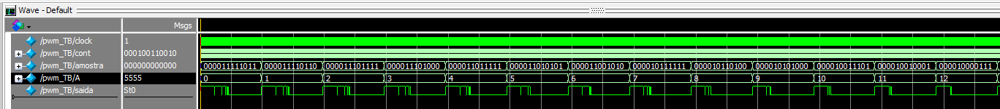 Wave - Default
Msgs
/pwm_TB/clock 1
/pwm_TB/cont 000100110010
/pwm_TB/amostra 000000000000 000011111011 000011110110 000011101011 000011101000 000011011111 000011010101 000011001010 000010111111 000010110100 000010101000 000010011101 000010010001 000010000111
/pwm_TB/A 5555 0 1 2 3 4 5 6 7 8 9 10 11 12
/pwm_TB/saida St0